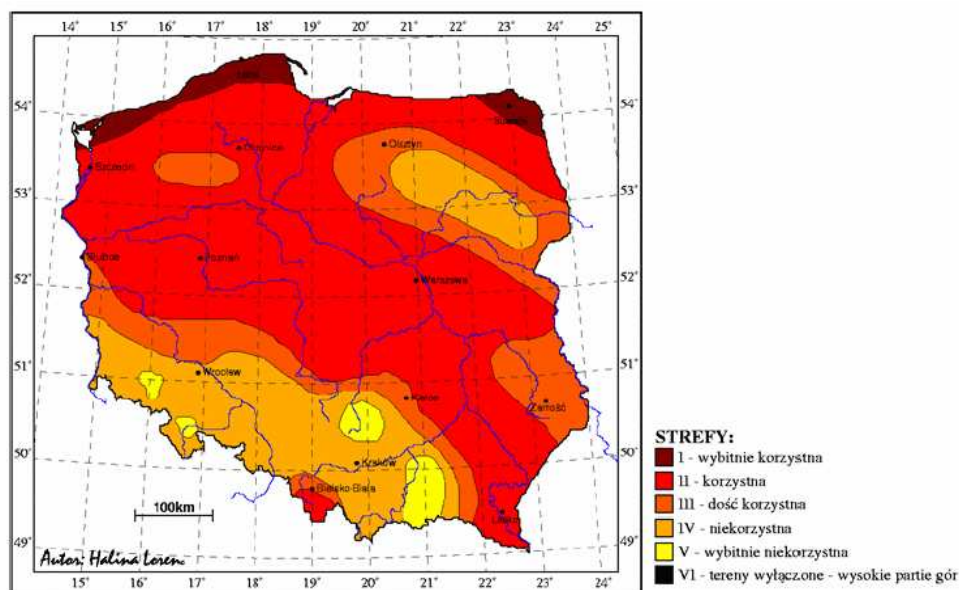 14° 15° 16° 17° 18° 19° 20° 21° 22° 23° 24°
54° 54°
Suwałki
Chojnice
Olsztyn
Szczecin
53° 53°
Słubice
Poznań
52° Warszawa 52°
51° Wrocław 51°
Kielce
Zamość
50° Kraków 50°
Bielsko-Biała
Lesko
100km
49° 49°
Autor: Halina Lorenc
15° 16° 17° 18° 19° 20° 21° 22° 23° 24°
STREFY:
I - wybitnie korzystna
II - korzystna
III - dość korzystna
IV - niekorzystna
V - wybitnie niekorzystna
VI - tereny wyłączone - wysokie partie gór